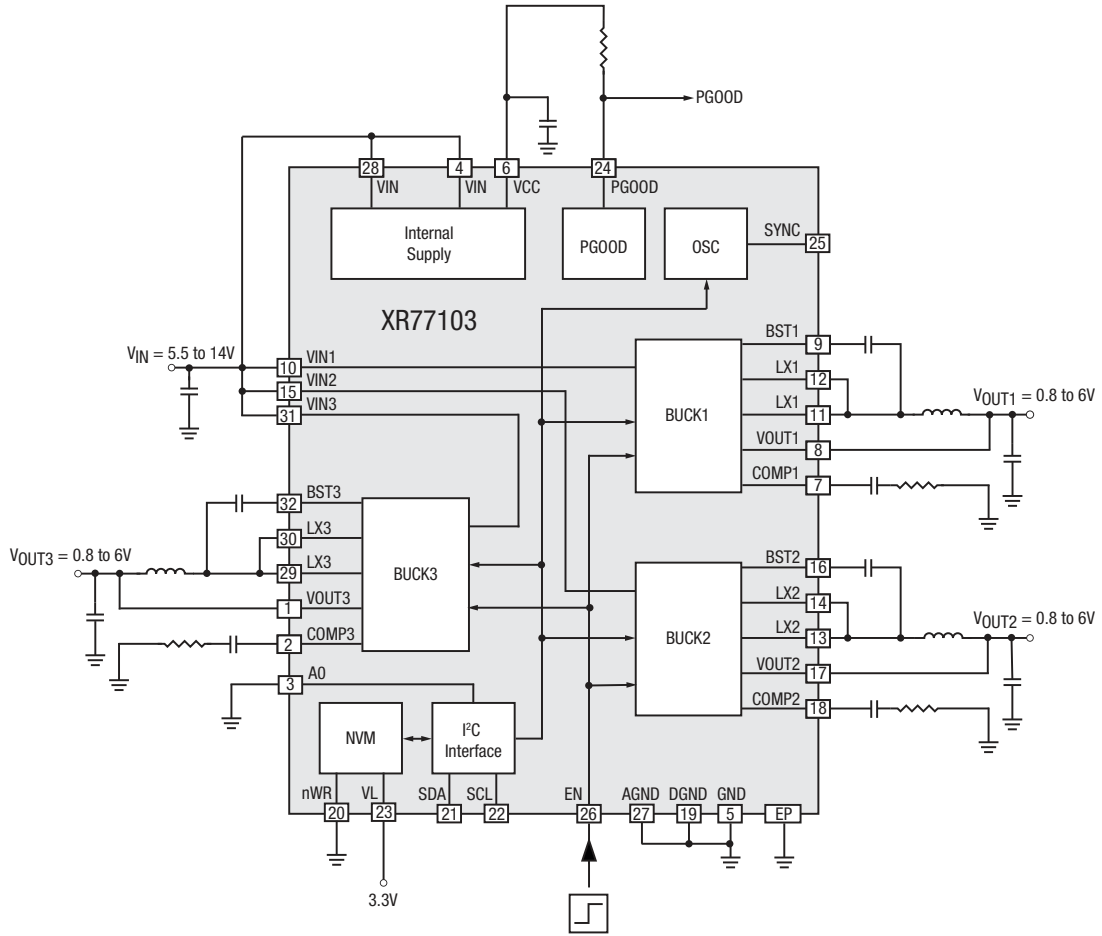 PGOOD
28
4
6
24
VIN
VIN
VCC
PGOOD
Internal
Supply
PGOOD
OSC
SYNC
25
XR77103
VIN = 5.5 to 14V
10
VIN1
15
VIN2
31
VIN3
BUCK1
BST1
9
LX1
12
LX1
11
VOUT1
8
COMP1
7
VOUT1 = 0.8 to 6V
32
BST3
30
LX3
29
LX3
1
VOUT3
2
COMP3
3
A0
VOUT3 = 0.8 to 6V
BUCK3
BUCK2
BST2
16
LX2
14
LX2
13
VOUT2
17
COMP2
18
VOUT2 = 0.8 to 6V
NVM
I²C
Interface
nWR
VL
SDA
SCL
EN
AGND
DGND
GND
20
23
21
22
26
27
19
5
EP
3.3V